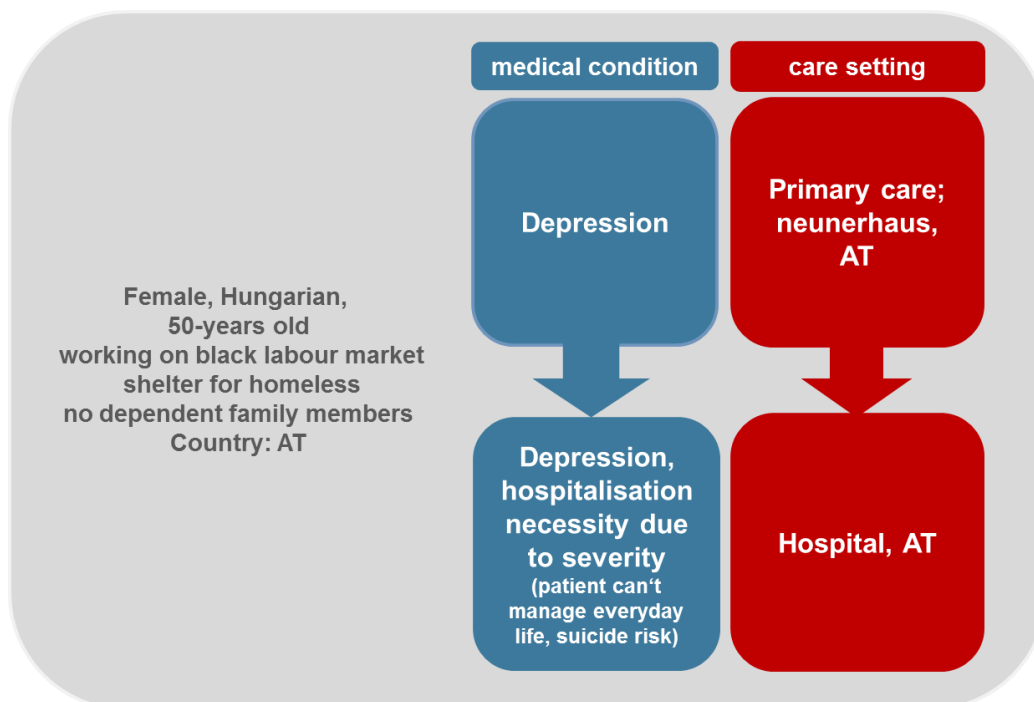 medical condition
care setting
Depression
Primary care;
neunerhaus,
AT
Female, Hungarian,
50-years old
working on black labour market
shelter for homeless
no dependent family members
Country: AT
Depression,
hospitalisation
necessity due
to severity
(patient can‘t
manage everyday
life, suicide risk)
Hospital, AT